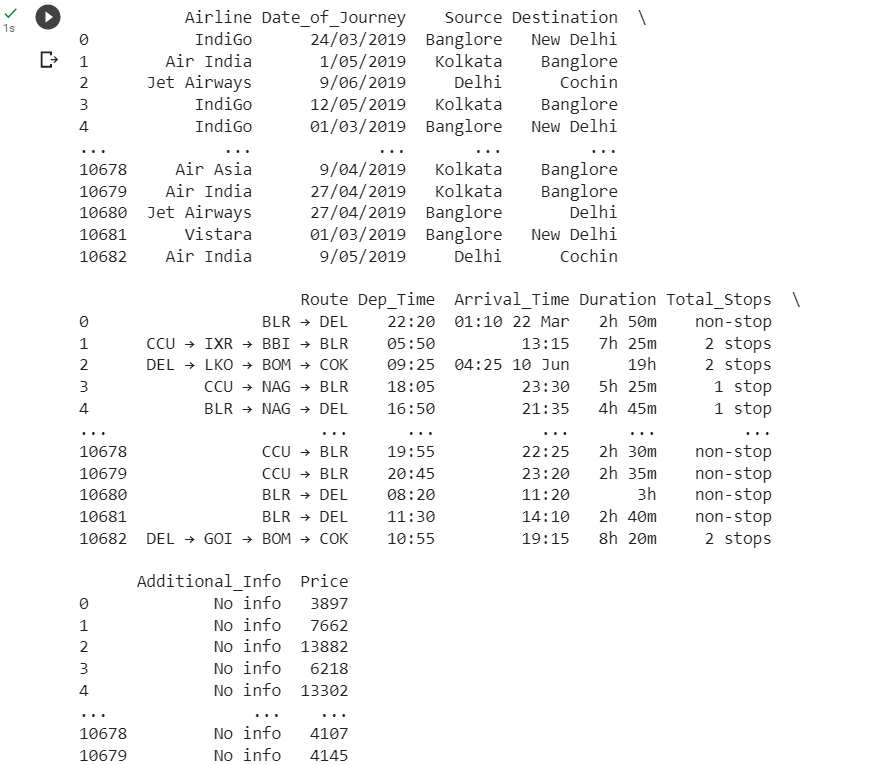 1s
Airline Date_of_Journey Source Destination \
0 IndiGo 24/03/2019 Banglore New Delhi
1 Air India 1/05/2019 Kolkata Banglore
2 Jet Airways 9/06/2019 Delhi Cochin
3 IndiGo 12/05/2019 Kolkata Banglore
4 IndiGo 01/03/2019 Banglore New Delhi
... ... ... ... ...
10678 Air Asia 9/04/2019 Kolkata Banglore
10679 Air India 27/04/2019 Kolkata Banglore
10680 Jet Airways 27/04/2019 Banglore Delhi
10681 Vistara 01/03/2019 Banglore New Delhi
10682 Air India 9/05/2019 Delhi Cochin
Route Dep_Time Arrival_Time Duration Total_Stops \
0 BLR → DEL 22:20 01:10 22 Mar 2h 50m non-stop
1 CCU → IXR → BBI → BLR 05:50 13:15 7h 25m 2 stops
2 DEL → LKO → BOM → COK 09:25 04:25 10 Jun 19h 2 stops
3 CCU → NAG → BLR 18:05 23:30 5h 25m 1 stop
4 BLR → NAG → DEL 16:50 21:35 4h 45m 1 stop
... ... ... ... ... ...
10678 CCU → BLR 19:55 22:25 2h 30m non-stop
10679 CCU → BLR 20:45 23:20 2h 35m non-stop
10680 BLR → DEL 08:20 11:20 3h non-stop
10681 BLR → DEL 11:30 14:10 2h 40m non-stop
10682 DEL → GOI → BOM → COK 10:55 19:15 8h 20m 2 stops
Additional_Info Price
0 No info 3897
1 No info 7662
2 No info 13882
3 No info 6218
4 No info 13302
... ... ...
10678 No info 4107
10679 No info 4145